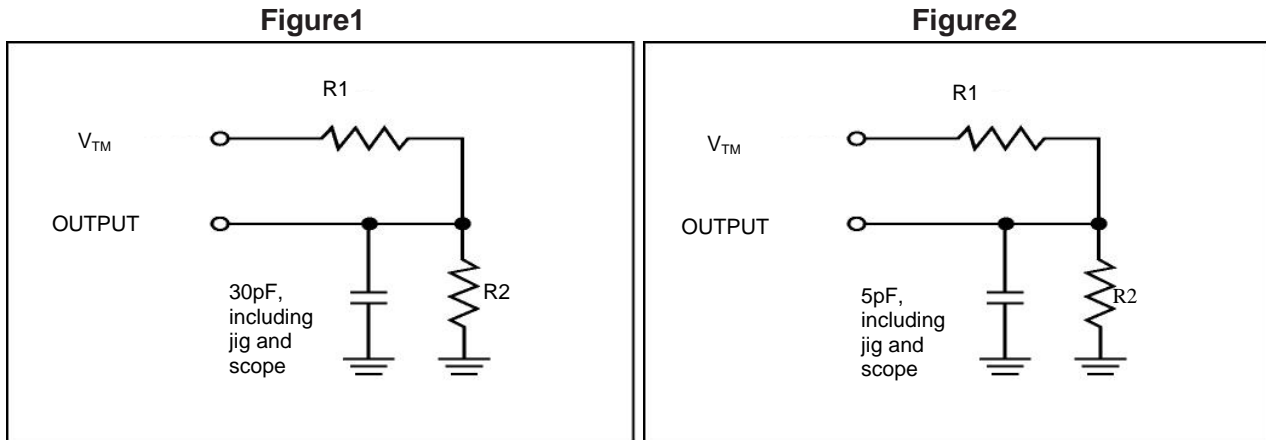 Figure1
R1
VTM
OUTPUT
30pF,
including
jig and
scope
R2
Figure2
R1
VTM
OUTPUT
5pF,
including
jig and
scope
R2